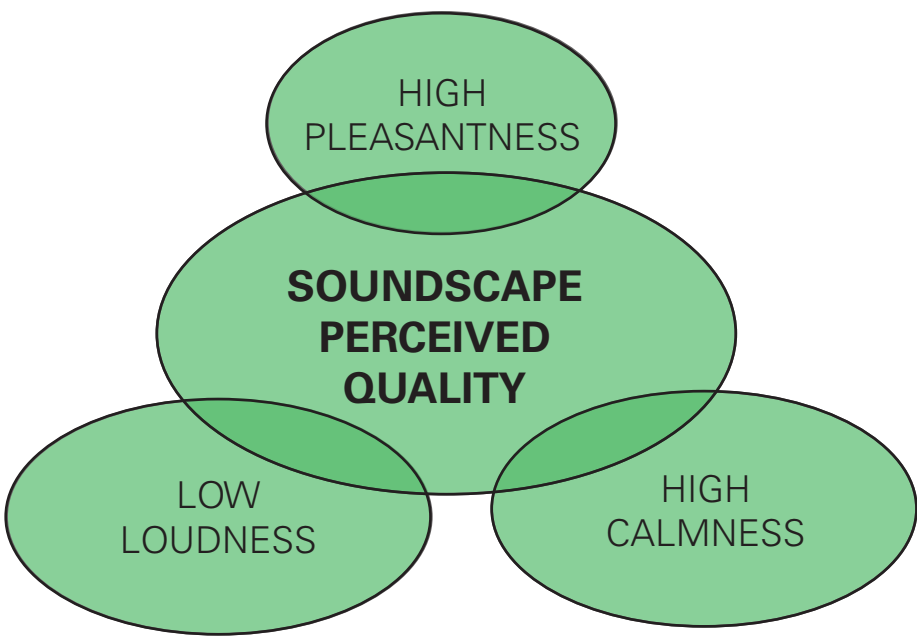 HIGH
PLEASANTNESS
SOUNDSCAPE
PERCEIVED
QUALITY
LOW
LOUDNESS
HIGH
CALMNESS